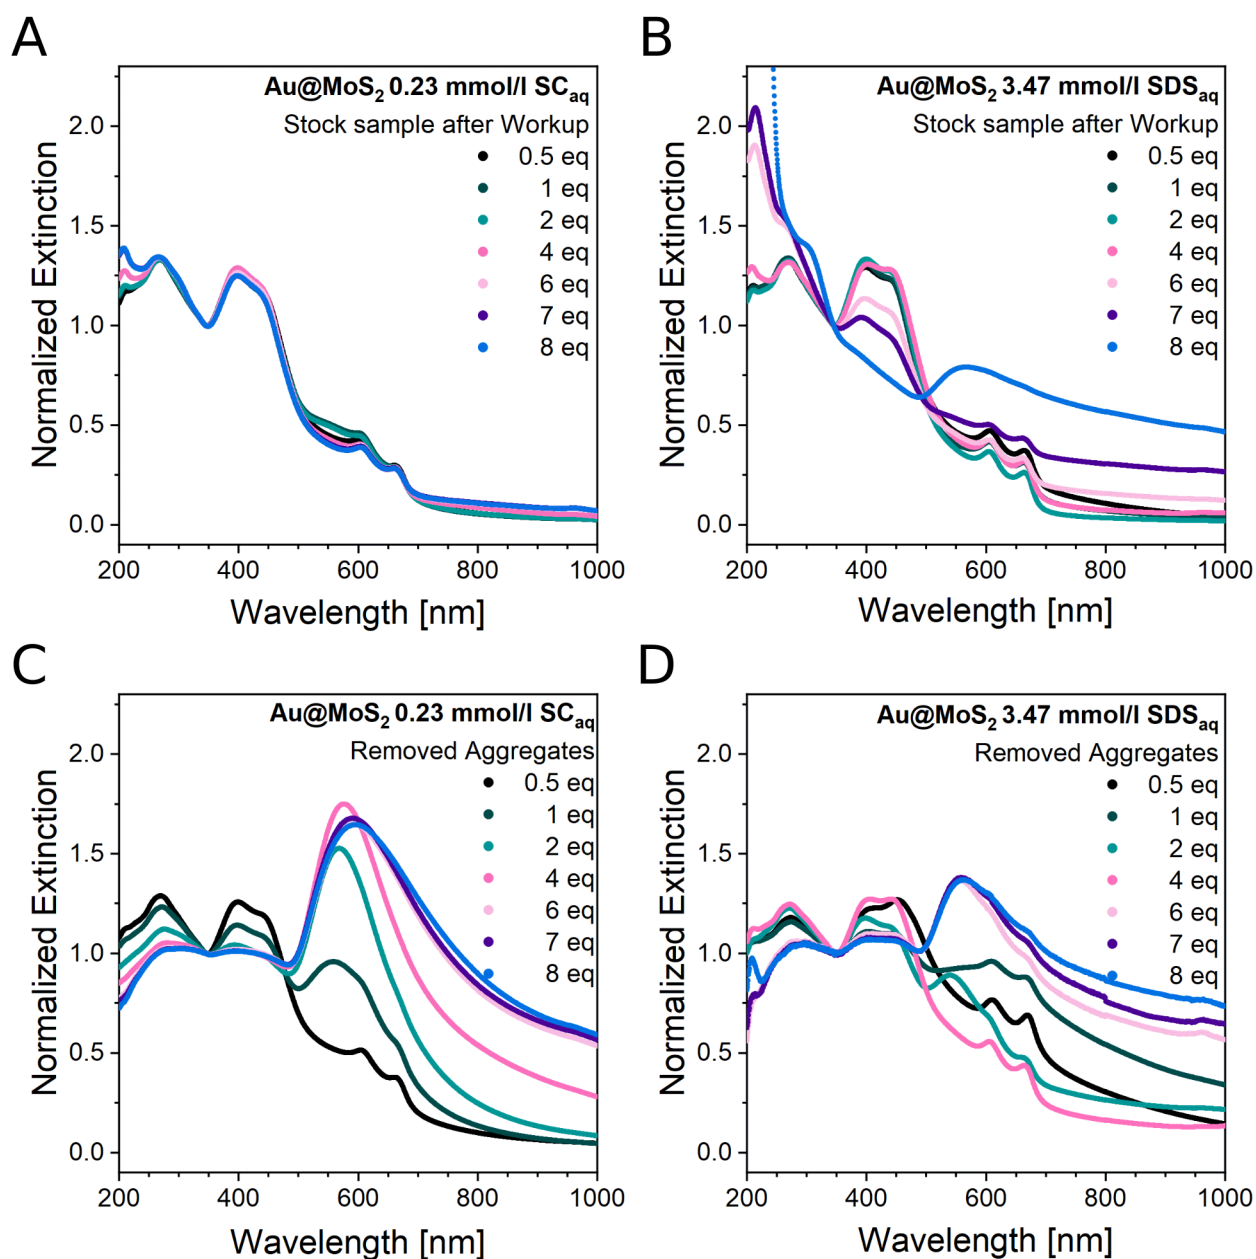 A
Au@MoS2 0.23 mmol/l SCaq
Stock sample after Workup
0.5 eq
1 eq
2 eq
4 eq
6 eq
7 eq
8 eq
Normalized Extinction
2.0
1.5
1.0
0.5
0.0
200 400 600 800 1000
Wavelength [nm]
B
Au@MoS2 3.47 mmol/l SDSaq
Stock sample after Workup
0.5 eq
1 eq
2 eq
4 eq
6 eq
7 eq
8 eq
Normalized Extinction
2.0
1.5
1.0
0.5
0.0
200 400 600 800 1000
Wavelength [nm]
C
Au@MoS2 0.23 mmol/l SCaq
Removed Aggregates
0.5 eq
1 eq
2 eq
4 eq
6 eq
7 eq
8 eq
Normalized Extinction
2.0
1.5
1.0
0.5
0.0
200 400 600 800 1000
Wavelength [nm]
D
Au@MoS2 3.47 mmol/l SDSaq
Removed Aggregates
0.5 eq
1 eq
2 eq
4 eq
6 eq
7 eq
8 eq
Normalized Extinction
2.0
1.5
1.0
0.5
0.0
200 400 600 800 1000
Wavelength [nm]